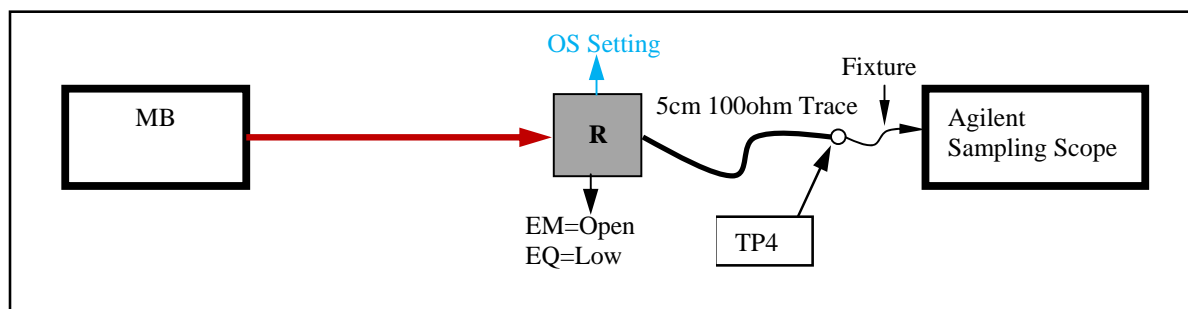 OS Setting
MB
R
5cm 100ohm Trace
Fixture
Agilent
Sampling Scope
EM=Open
EQ=Low
TP4